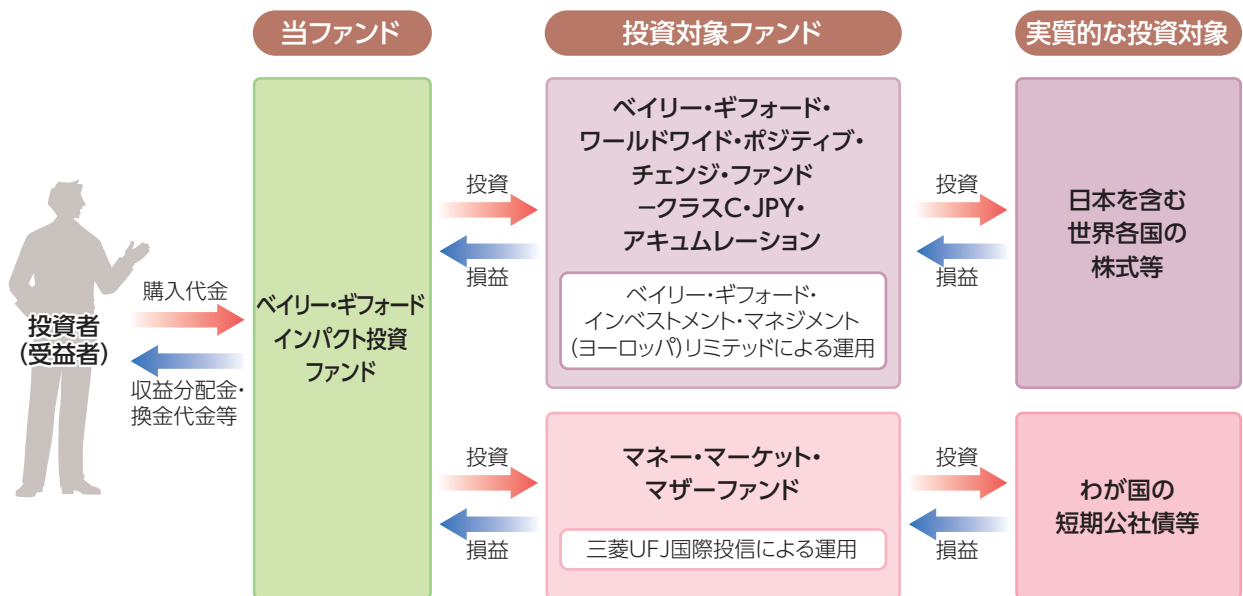 当ファンド
投資対象ファンド
実質的な投資対象
投資者
(受益者)
購入代金
収益分配金・
換金代金等
ベイリー・ギフォード
インパクト投資
ファンド
投資
損益
ベイリー・ギフォード・
ワールドワイド・ポジティブ・
チェンジ・ファンド
－クラスC・JPY・
アキュムレーション
ベイリー・ギフォード・
インベストメント・マネジメント
(ヨーロッパ)リミテッドによる運用
投資
損益
日本を含む
世界各国の
株式等
投資
損益
マネー・マーケット・
マザーファンド
三菱UFJ国際投信による運用
投資
損益
わが国の
短期公社債等